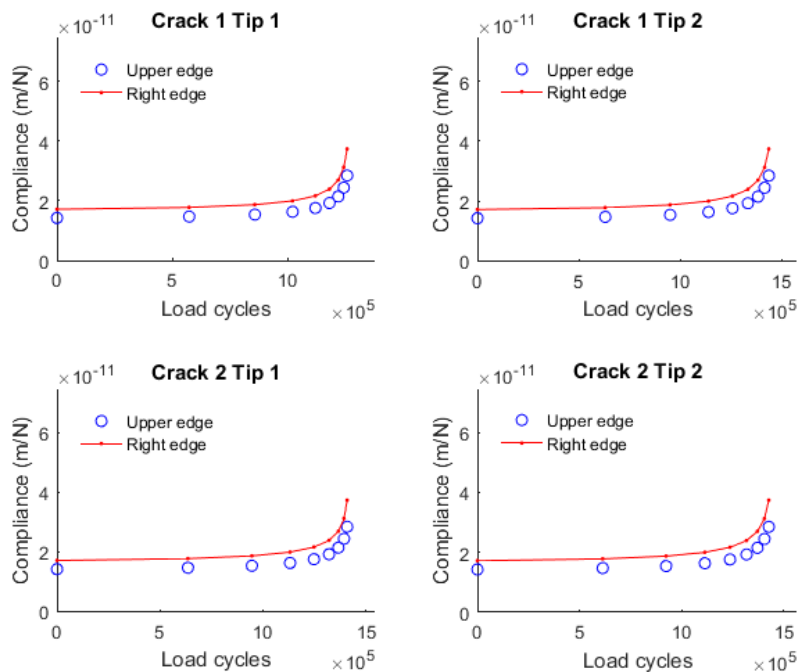 Crack 1 Tip 1
× 10⁻¹¹
Compliance (m/N)
6
4
2
0
Upper edge
Right edge
0 5 10
Load cycles
× 10⁵
Crack 1 Tip 2
× 10⁻¹¹
Compliance (m/N)
6
4
2
0
Upper edge
Right edge
0 5 10 15
Load cycles
× 10⁵
Crack 2 Tip 1
× 10⁻¹¹
Compliance (m/N)
6
4
2
0
Upper edge
Right edge
0 5 10 15
Load cycles
× 10⁵
Crack 2 Tip 2
× 10⁻¹¹
Compliance (m/N)
6
4
2
0
Upper edge
Right edge
0 5 10 15
Load cycles
× 10⁵